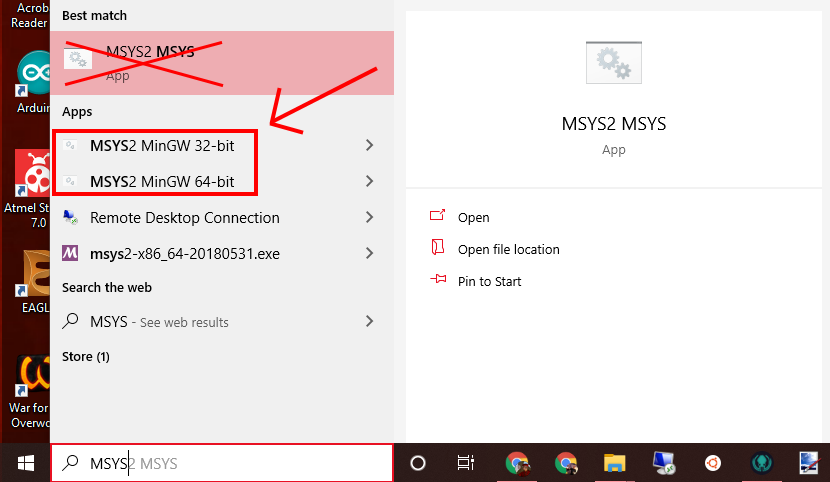 Acrob
Reader
Best match
MSYS2 MSYS
App
Arduin
Apps
MSYS2 MinGW 32-bit
MSYS2 MinGW 64-bit
Atmel St
7.0
Remote Desktop Connection
msys2-x86_64-20180531.exe
Search the web
EAGL
MSYS - See web results
Store (1)
War for
Overwo
MSYS2 MSYS
MSYS2 MSYS
App
Open
Open file location
Pin to Start